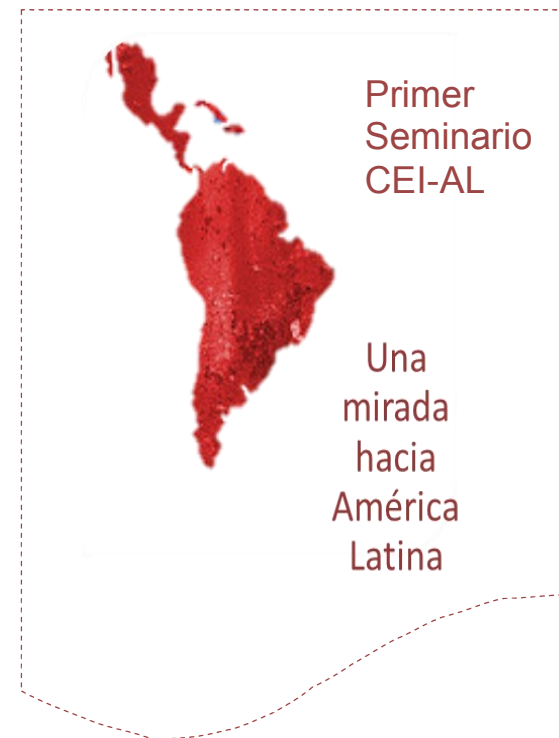 Primer
Seminario
CEI-AL
Una
mirada
hacia
América
Latina